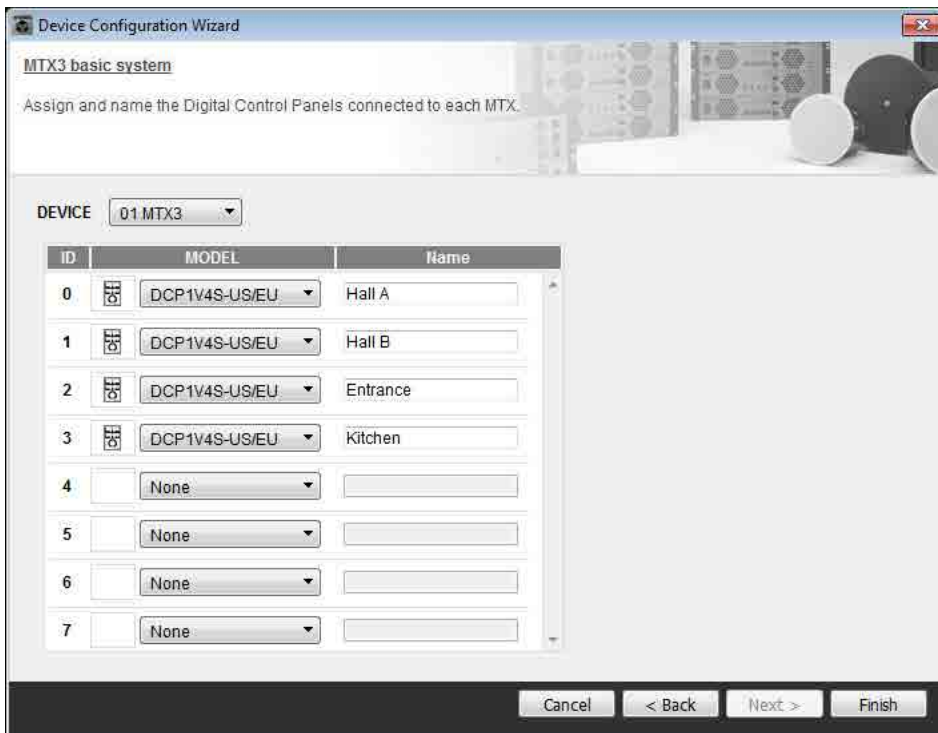 Device Configuration Wizard
MTX3 basic system
Assign and name the Digital Control Panels connected to each MTX.
DEVICE 01 MTX3
ID MODEL Name
0 DCP1V4S-US/EU Hall A
1 DCP1V4S-US/EU Hall B
2 DCP1V4S-US/EU Entrance
3 DCP1V4S-US/EU Kitchen
4 None
5 None
6 None
7 None
Cancel < Back Next > Finish